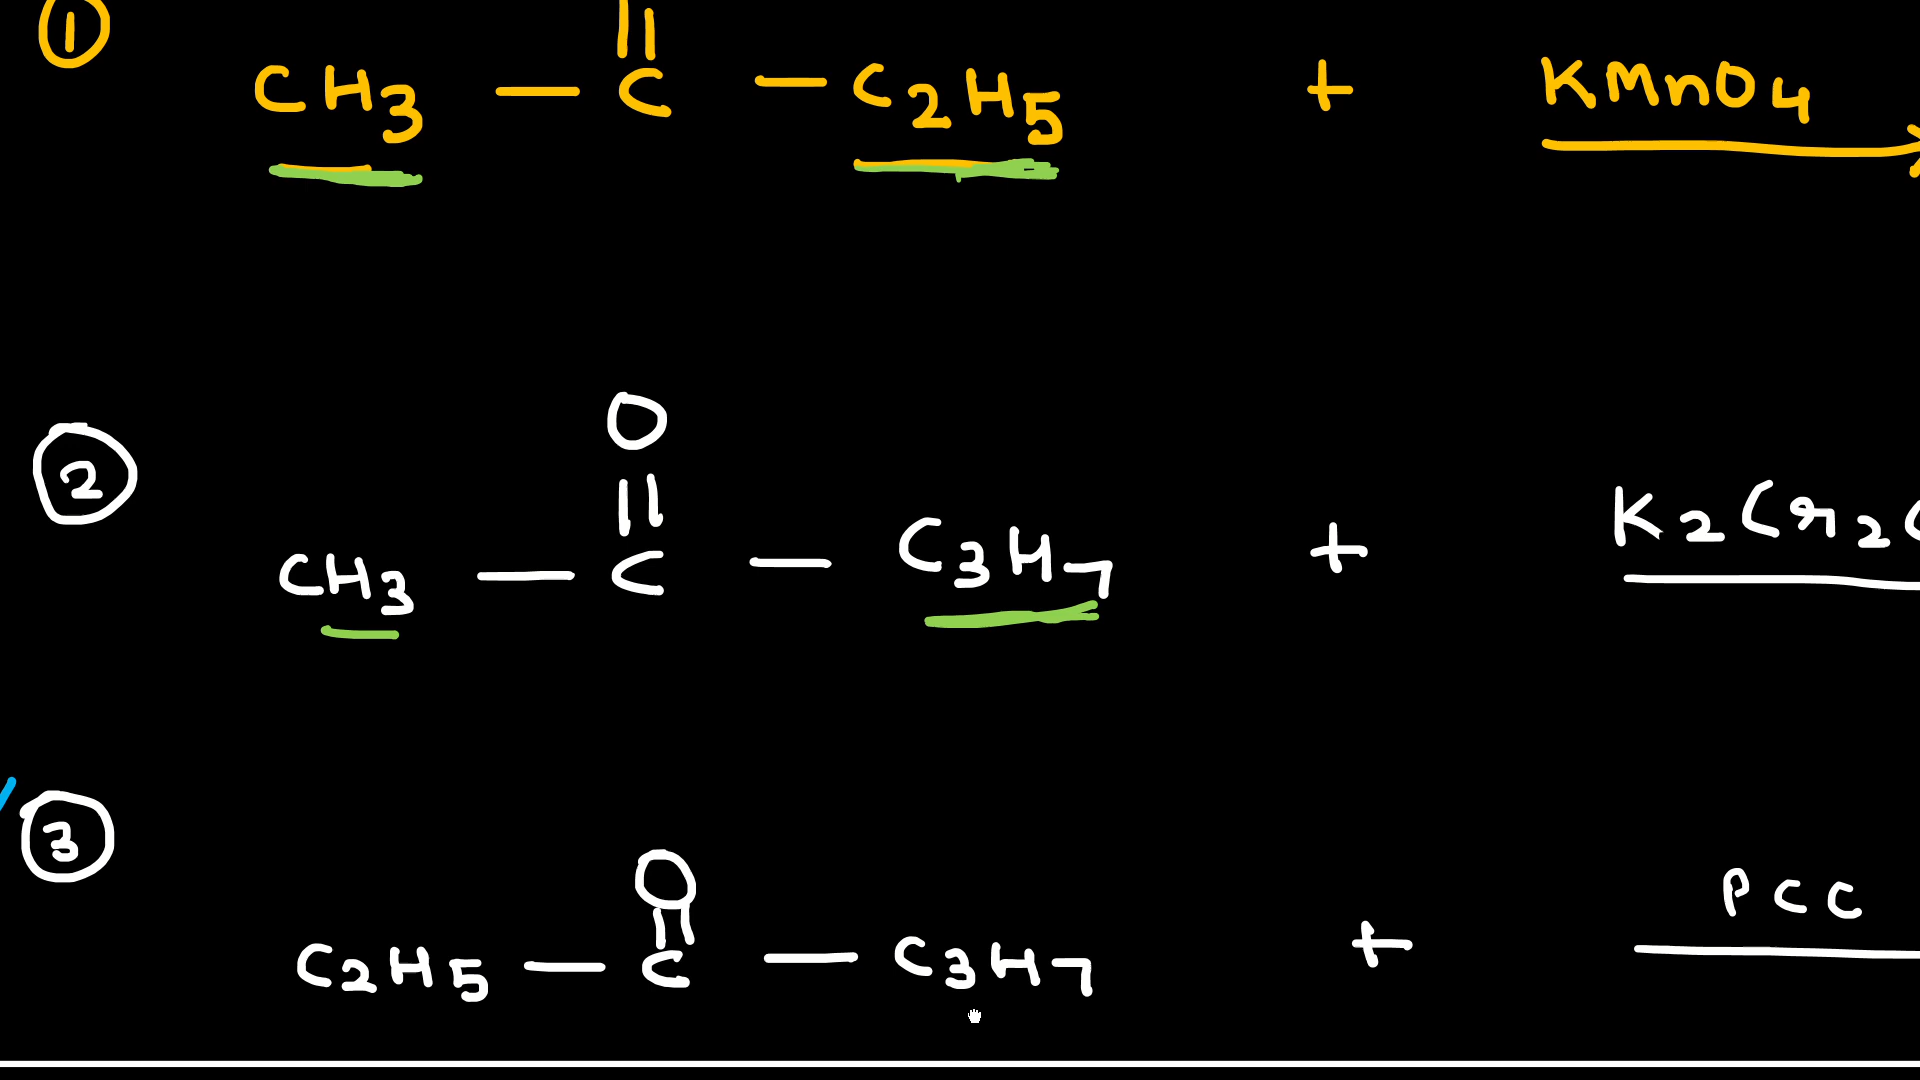 ①
CH3 — C — C2H5 + KMnO4
O
②
CH3 — C — C3H7 + K2Cr2
O
③
PCC
C2H5 — C — C3H7 +